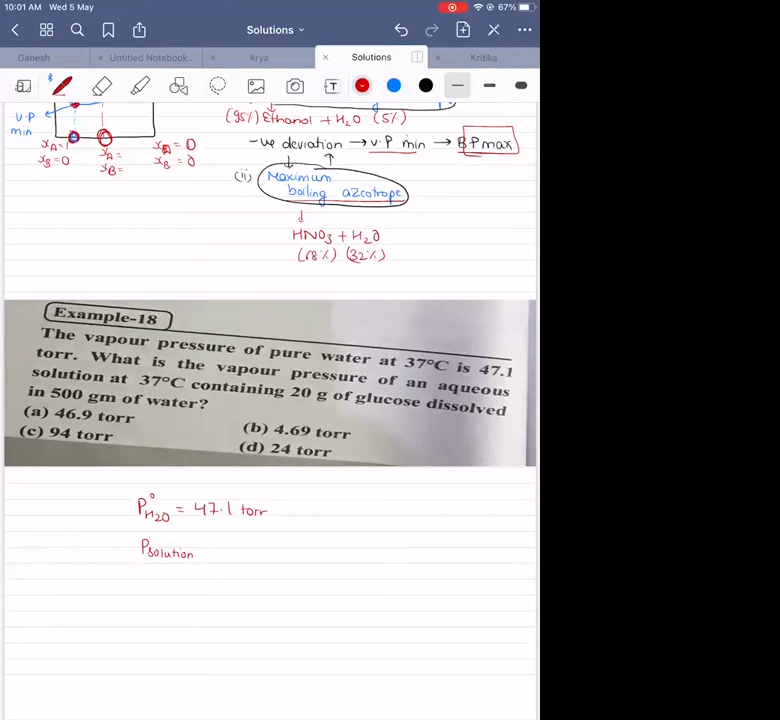 10:01 AM Wed 5 May
67%
Solutions
Ganesh
Untitled Notebook...
Arya
Solutions
Kritika
V.P
min
xA=1
xB=0
xA=
xB=
xA=0
xB=0
(95%) Ethanol + H2O (5%)
-ve deviation → V.P min → BP max
(ii) Maximum
boiling azeotrope
HNO3 + H2O
(68%) (32%)
Example-18
The vapour pressure of pure water at 37°C is 47.1
torr. What is the vapour pressure of an aqueous
solution at 37°C containing 20 g of glucose dissolved
in 500 gm of water?
(a) 46.9 torr
(b) 4.69 torr
(c) 94 torr
(d) 24 torr
P°H2O = 47.1 torr
Psolution